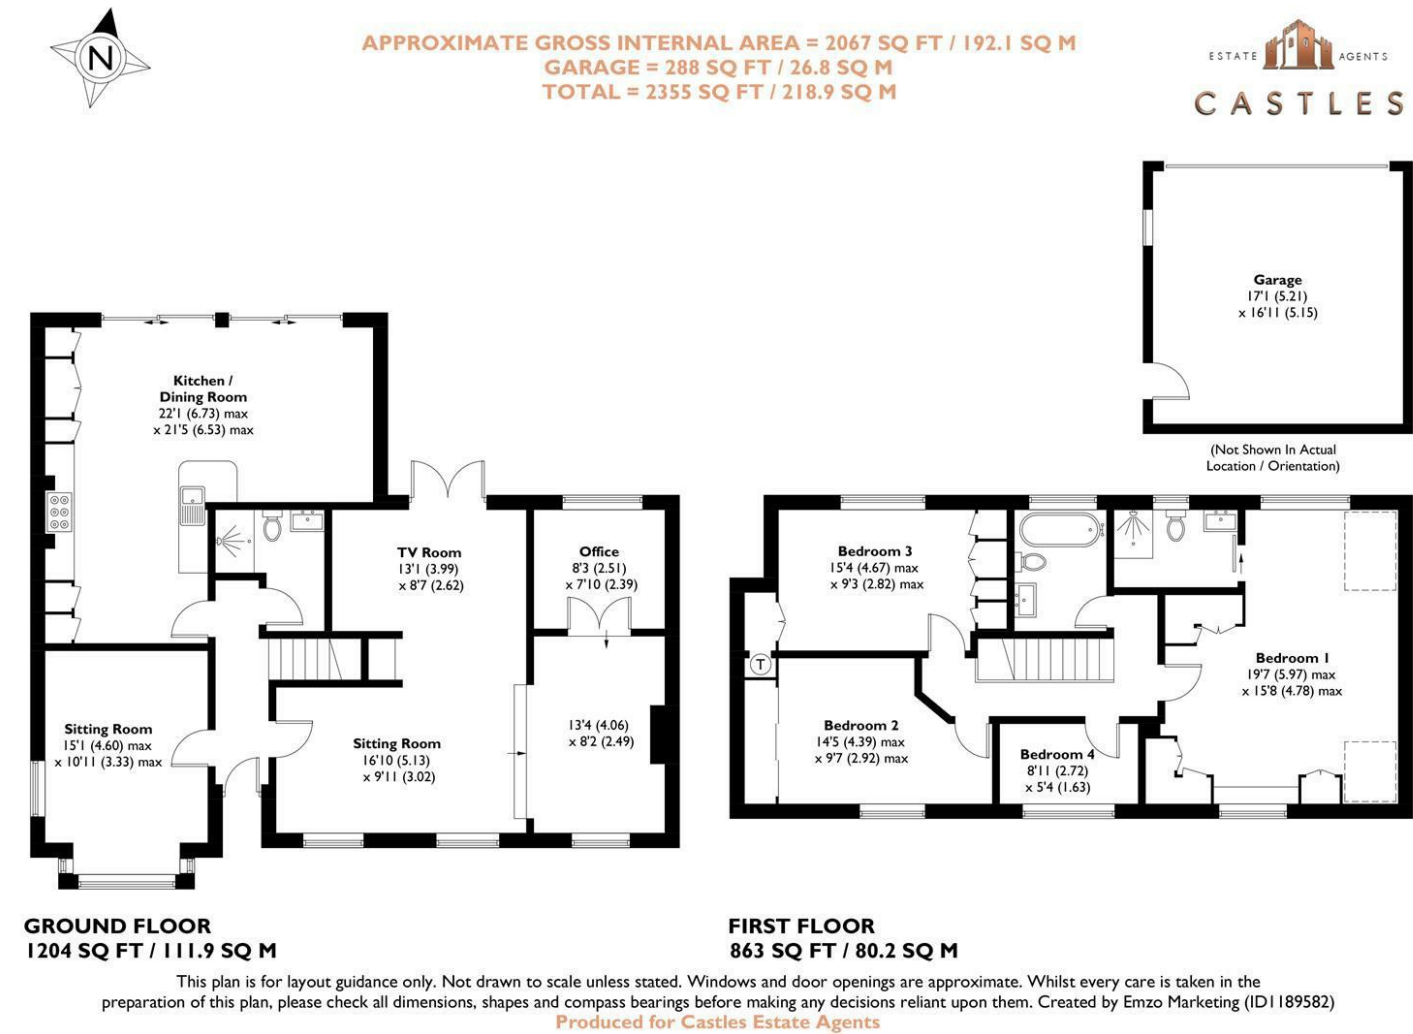 N
APPROXIMATE GROSS INTERNAL AREA = 2067 SQ FT / 192.1 SQ M
GARAGE = 288 SQ FT / 26.8 SQ M
TOTAL = 2355 SQ FT / 218.9 SQ M
ESTATE AGENTS
CASTLES
Garage
17'1 (5.21)
x 16'11 (5.15)
(Not Shown In Actual
Location / Orientation)
Kitchen /
Dining Room
22'1 (6.73) max
x 21'5 (6.53) max
TV Room
13'1 (3.99)
x 8'7 (2.62)
Office
8'3 (2.51)
x 7'10 (2.39)
Sitting Room
15'1 (4.60) max
x 10'11 (3.33) max
Sitting Room
16'10 (5.13)
x 9'11 (3.02)
13'4 (4.06)
x 8'2 (2.49)
Bedroom 3
15'4 (4.67) max
x 9'3 (2.82) max
T
Bedroom 2
14'5 (4.39) max
x 9'7 (2.92) max
Bedroom 4
8'11 (2.72)
x 5'4 (1.63)
Bedroom 1
19'7 (5.97) max
x 15'8 (4.78) max
GROUND FLOOR
1204 SQ FT / 111.9 SQ M
FIRST FLOOR
863 SQ FT / 80.2 SQ M
This plan is for layout guidance only. Not drawn to scale unless stated. Windows and door openings are approximate. Whilst every care is taken in the
preparation of this plan, please check all dimensions, shapes and compass bearings before making any decisions reliant upon them. Created by Emzo Marketing (ID1189582)
Produced for Castles Estate Agents